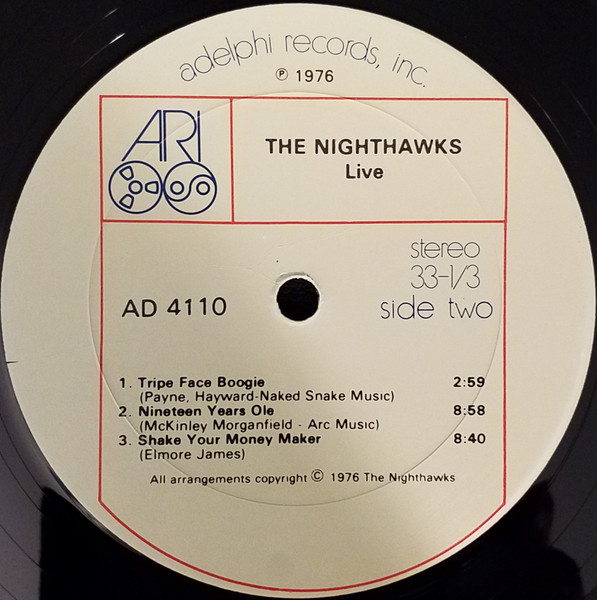 adelphi records, inc.
℗ 1976
ARI
THE NIGHTHAWKS
Live
stereo
33-1/3
side two
AD 4110
1. Tripe Face Boogie 2:59
(Payne, Hayward-Naked Snake Music)
2. Nineteen Years Ole 8:58
(McKinley Morganfield - Arc Music)
3. Shake Your Money Maker 8:40
(Elmore James)
All arrangements copyright © 1976 The Nighthawks